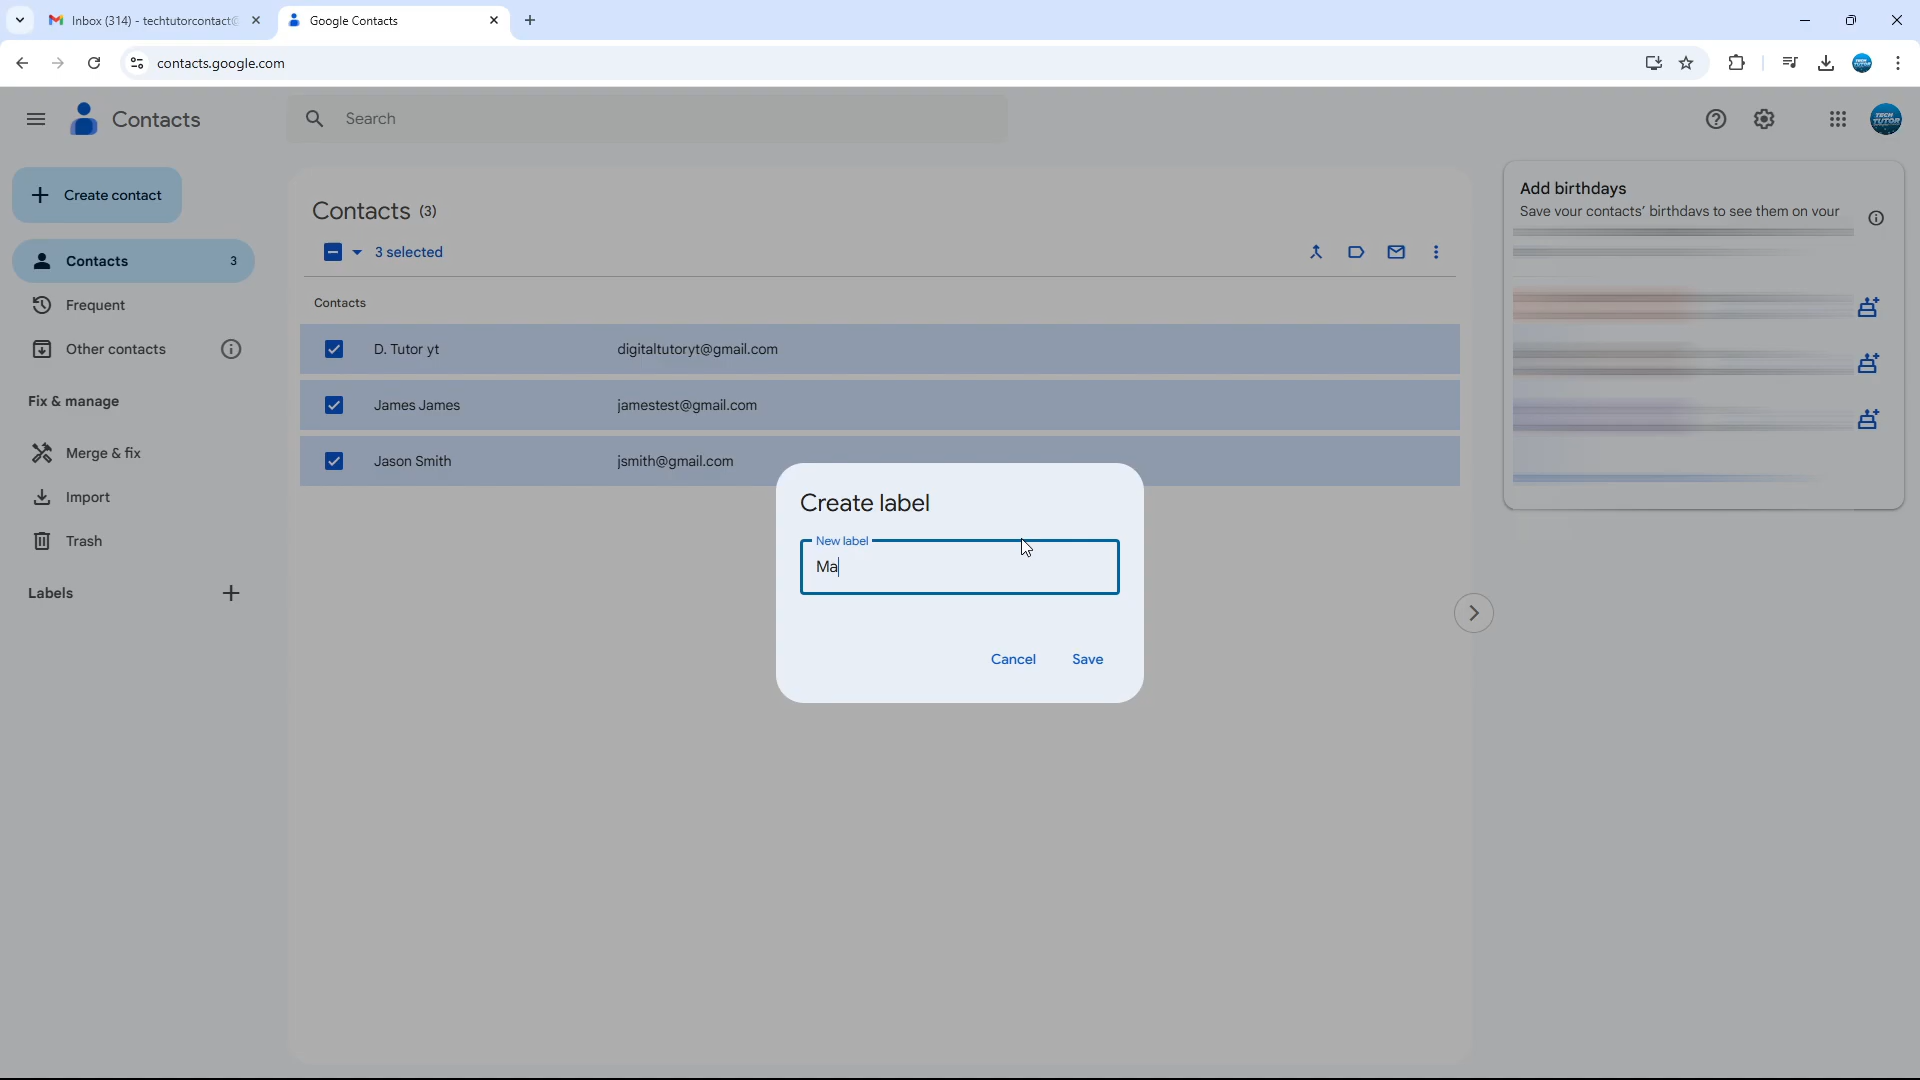 Inbox (314) - techtutorcontact@
Google Contacts
contacts.google.com
Contacts
Search
TECH TUTOR
Create contact
Contacts 3
Frequent
Other contacts
Fix & manage
Merge & fix
Import
Trash
Labels
Contacts (3)
3 selected
Contacts
D. Tutor yt digitaltutoryt@gmail.com
James James jamestest@gmail.com
Jason Smith jsmith@gmail.com
Create label
New label
Ma
Cancel Save
Add birthdays
Save your contacts' birthdays to see them on your